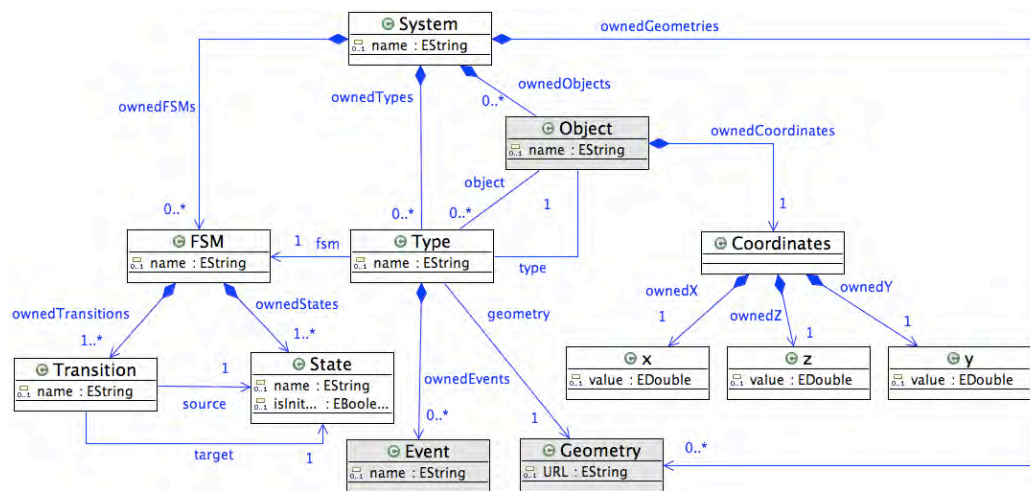 System
0..1 name : EString
ownedGeometries
ownedFSMs
ownedTypes
ownedObjects
0..*
Object
0..1 name : EString
ownedCoordinates
object
0..*
0..*
0..*
1
1
FSM
0..1 name : EString
1
fsm
Type
0..1 name : EString
type
Coordinates
ownedTransitions
ownedStates
1..*
1..*
geometry
ownedX
ownedZ
ownedY
1
1
1
Transition
0..1 name : EString
1
source
State
0..1 name : EString
0..1 isInit... : EBoole...
ownedEvents
x
0..1 value : EDouble
z
0..1 value : EDouble
y
0..1 value : EDouble
target
1
0..*
1
Event
0..1 name : EString
Geometry
0..1 URL : EString
0..*